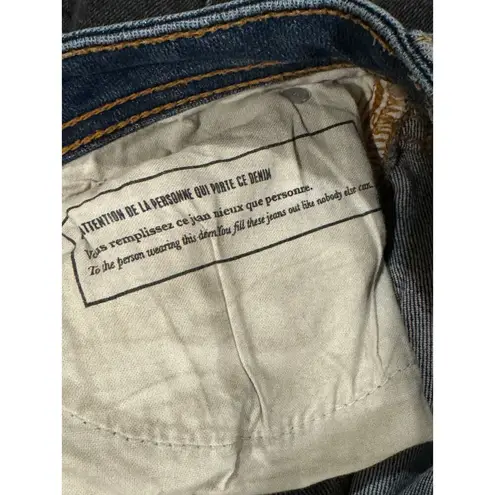 ATTENTION DE LA PERSONNE QUI PORTE CE DENIM
Vous remplissez ce jean mieux que personne.
To the person wearing this denim You fill these jeans out like nobody else can.